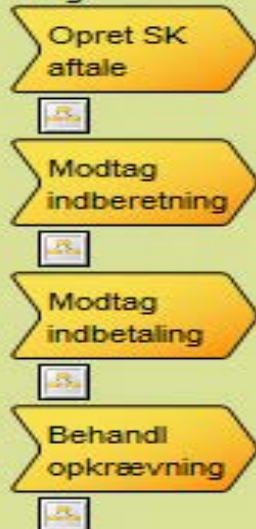 Opret SK
aftale
Modtag
indberetning
Modtag
indbetaling
Behandl
opkrævning